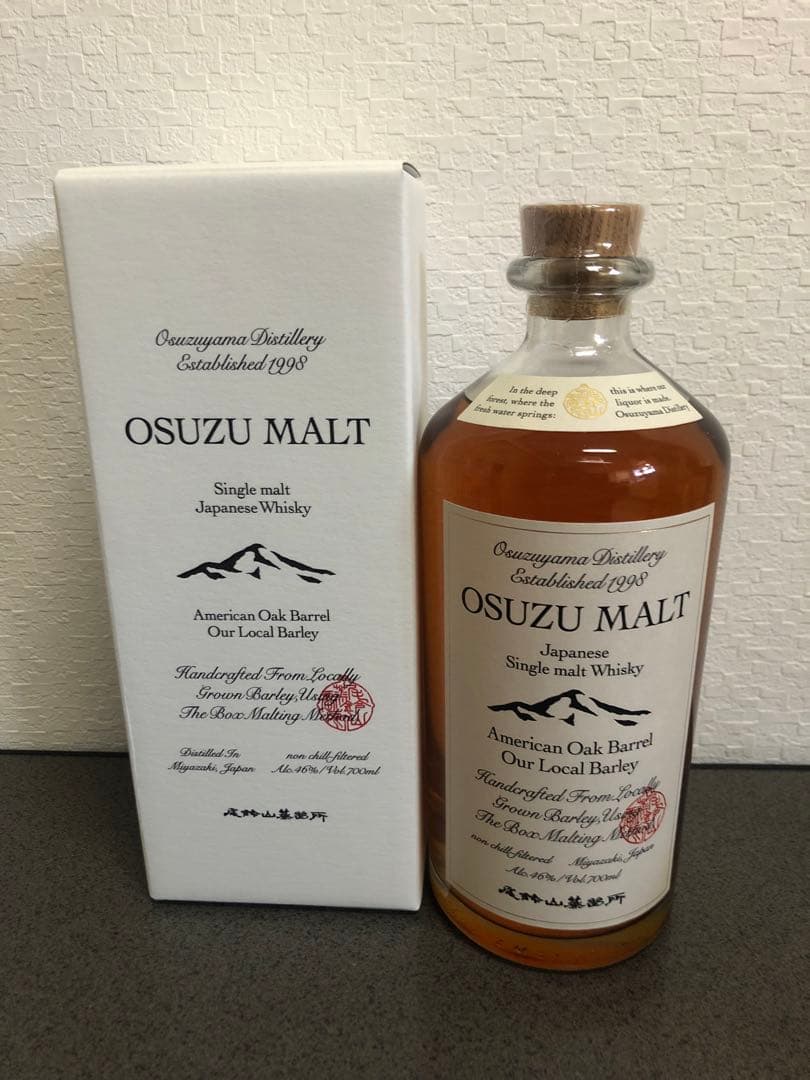 Osuzuyama Distillery
Established 1998
OSUZU MALT
Single malt
Japanese Whisky
American Oak Barrel
Our Local Barley
Handcrafted From Locally
Grown Barley, Using
The Box Malting Method
Distilled In
Miyazaki, Japan
non chill-filtered
Alc.46%/Vol.700ml
尾鈴山蒸留所
In the deep
forest, where the
fresh water springs:
this is where our
liquor is made.
Osuzuyama Distillery
Osuzuyama Distillery
Established 1998
OSUZU MALT
Japanese
Single malt Whisky
American Oak Barrel
Our Local Barley
Handcrafted From Locally
Grown Barley, Using
The Box Malting Method
non chill-filtered
Miyazaki, Japan
Alc.46%/Vol.700ml
尾鈴山蒸留所